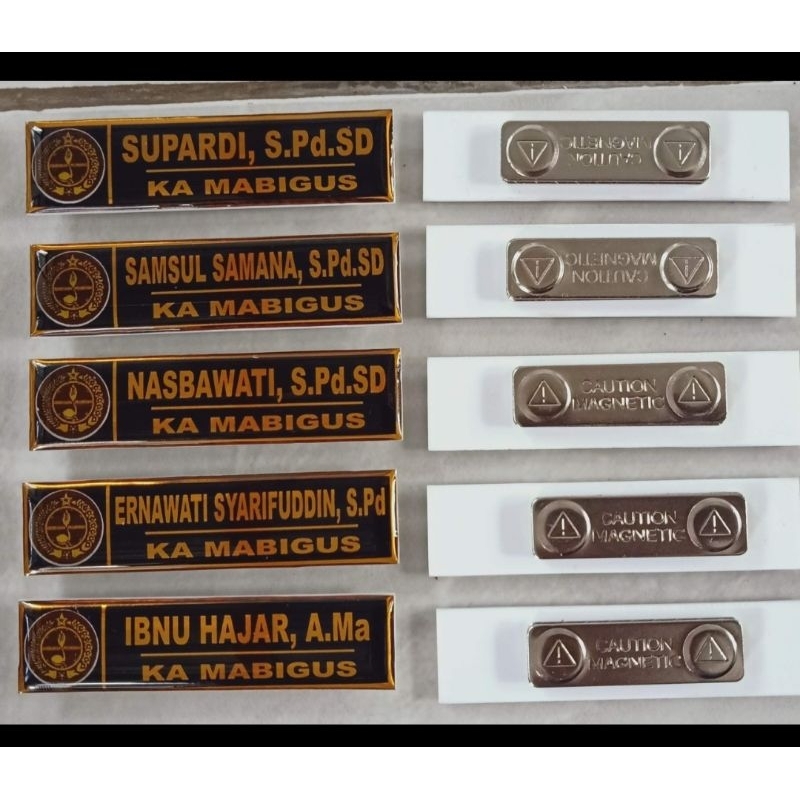 SUPARDI, S.Pd.SD
KA MABIGUS
CAUTION
MAGNETIC
SAMSUL SAMANA, S.Pd.SD
KA MABIGUS
CAUTION
MAGNETIC
NASBAWATI, S.Pd.SD
KA MABIGUS
CAUTION
MAGNETIC
ERNAWATI SYARIFUDDIN, S.Pd
KA MABIGUS
CAUTION
MAGNETIC
IBNU HAJAR, A.Ma
KA MABIGUS
CAUTION
MAGNETIC